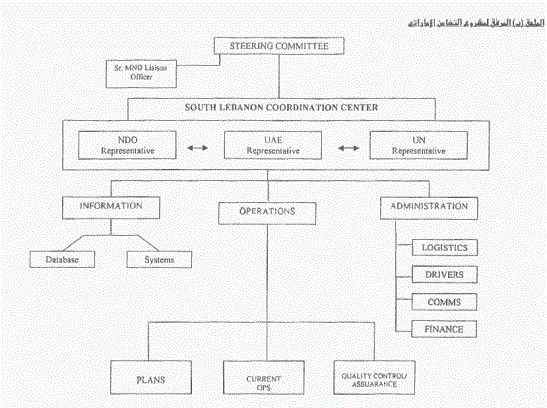 الملحق (ب) المرفق لمشروع التضامن الإماراتي
STEERING COMMITTEE
Sr. MND Liaison
Officer
SOUTH LEBANON COORDINATION CENTER
NDO
Representative
UAE
Representative
UN
Representative
INFORMATION
OPERATIONS
ADMINISTRATION
Database
Systems
LOGISTICS
DRIVERS
COMMS
FINANCE
PLANS
CURRENT
OPS
QUALITY CONTROL/
ASSUARANCE